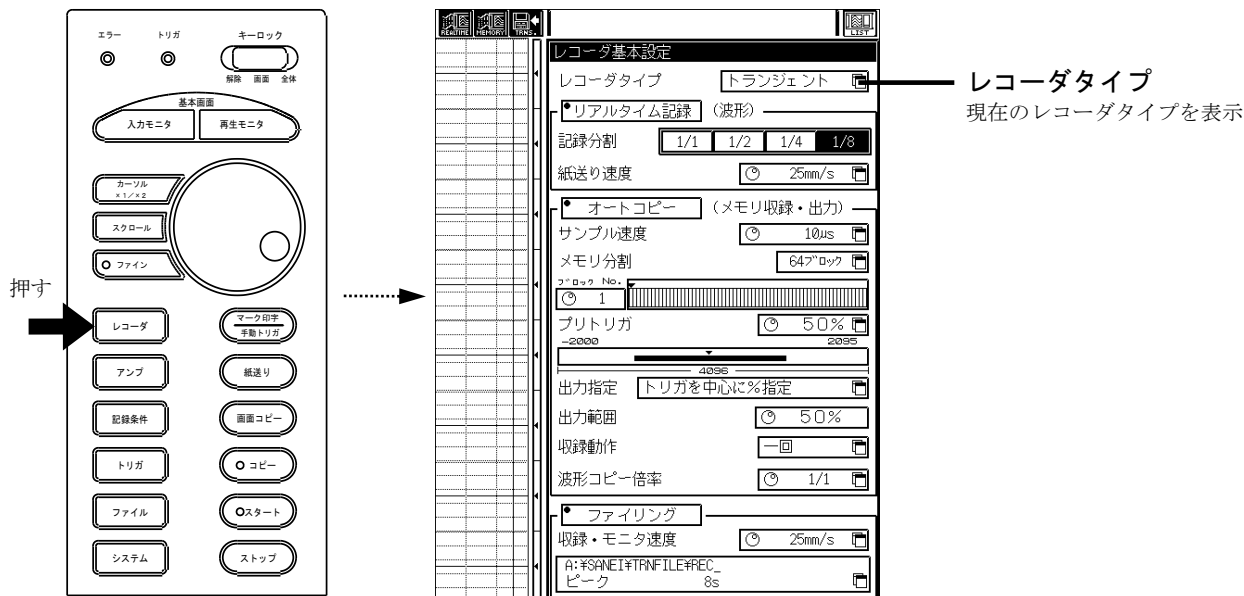 エラー
トリガ
キーロック
解除 画面 全体
基本画面
入力モニタ
再生モニタ
カーソル
×1/×2
スクロール
ファイン
押す
レコーダ
マーク印字
手動トリガ
アンプ
紙送り
記録条件
画面コピー
トリガ
コピー
ファイル
スタート
システム
ストップ
REALTIME
MEMORY
TRNS.
LIST
レコーダ基本設定
レコーダタイプ トランジェント
リアルタイム記録 (波形)
記録分割 1/1 1/2 1/4 1/8
紙送り速度 25mm/s
オートコピー (メモリ収録・出力)
サンプル速度 10μs
メモリ分割 64ブロック
ブロック No.
1
プリトリガ 50%
-2000 2095
4096
出力指定 トリガを中心に%指定
出力範囲 50%
収録動作 一回
波形コピー倍率 1/1
ファイリング
収録・モニタ速度 25mm/s
A:¥SANEI¥TRNFILE¥REC_
ピーク 8s
レコーダタイプ
現在のレコーダタイプを表示